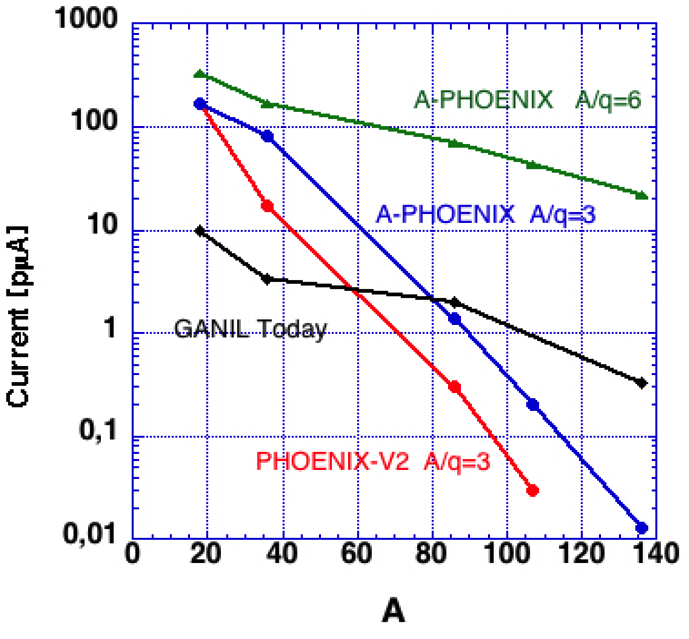 1000
100
10
1
0,1
0,01
Current [pµA]
A-PHOENIX A/q=6
A-PHOENIX A/q=3
GANIL Today
PHOENIX-V2 A/q=3
0 20 40 60 80 100 120 140
A